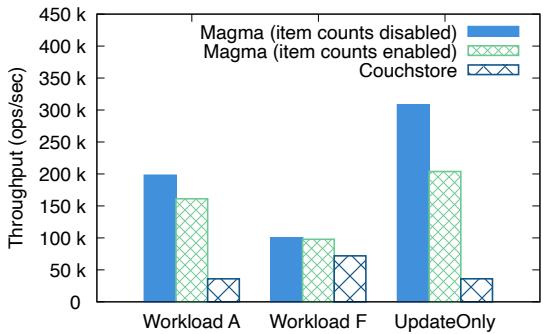 450 k
400 k
350 k
300 k
250 k
200 k
150 k
100 k
50 k
0
Throughput (ops/sec)
Magma (item counts disabled)
Magma (item counts enabled)
Couchstore
Workload A Workload F UpdateOnly